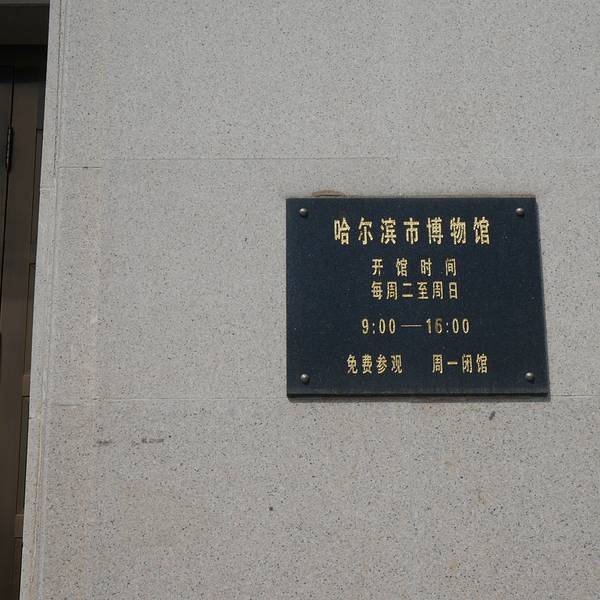 哈尔滨市博物馆
开馆时间
每周二至周日
9:00—16:00
免费参观 周一闭馆